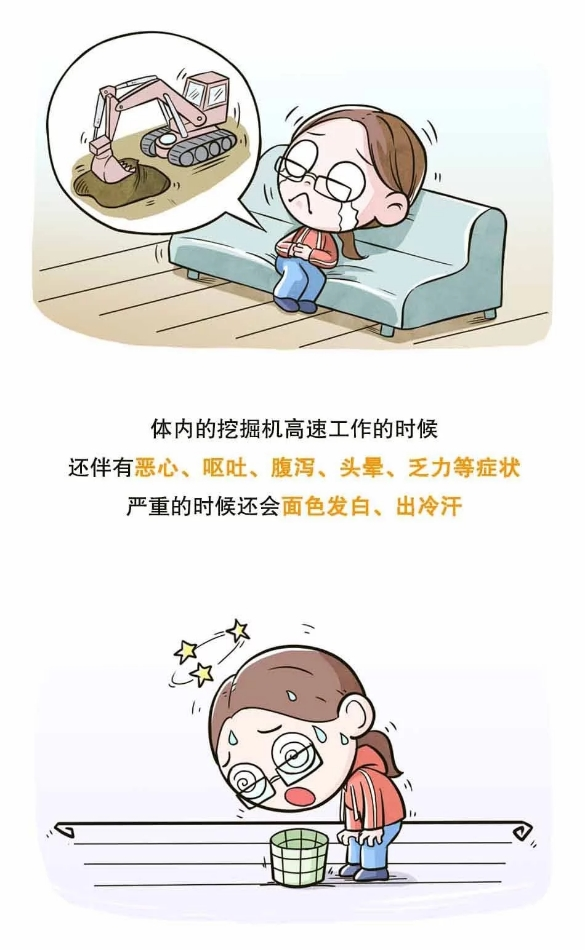 体内的挖掘机高速工作的时候
还伴有恶心、呕吐、腹泻、头晕、乏力等症状
严重的时候还会面色发白、出冷汗